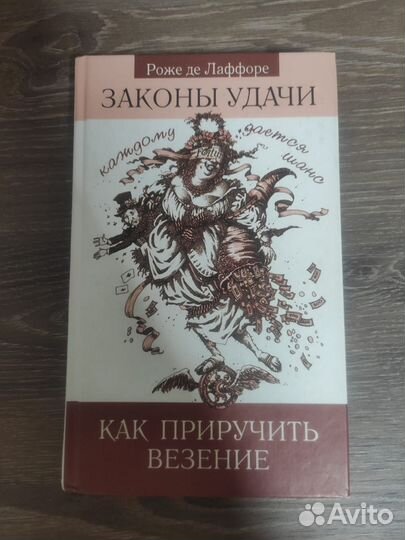 Роже де Лаффоре
ЗАКОНЫ УДАЧИ
каждому дается шанс
КАК ПРИРУЧИТЬ
ВЕЗЕНИЕ
Avito